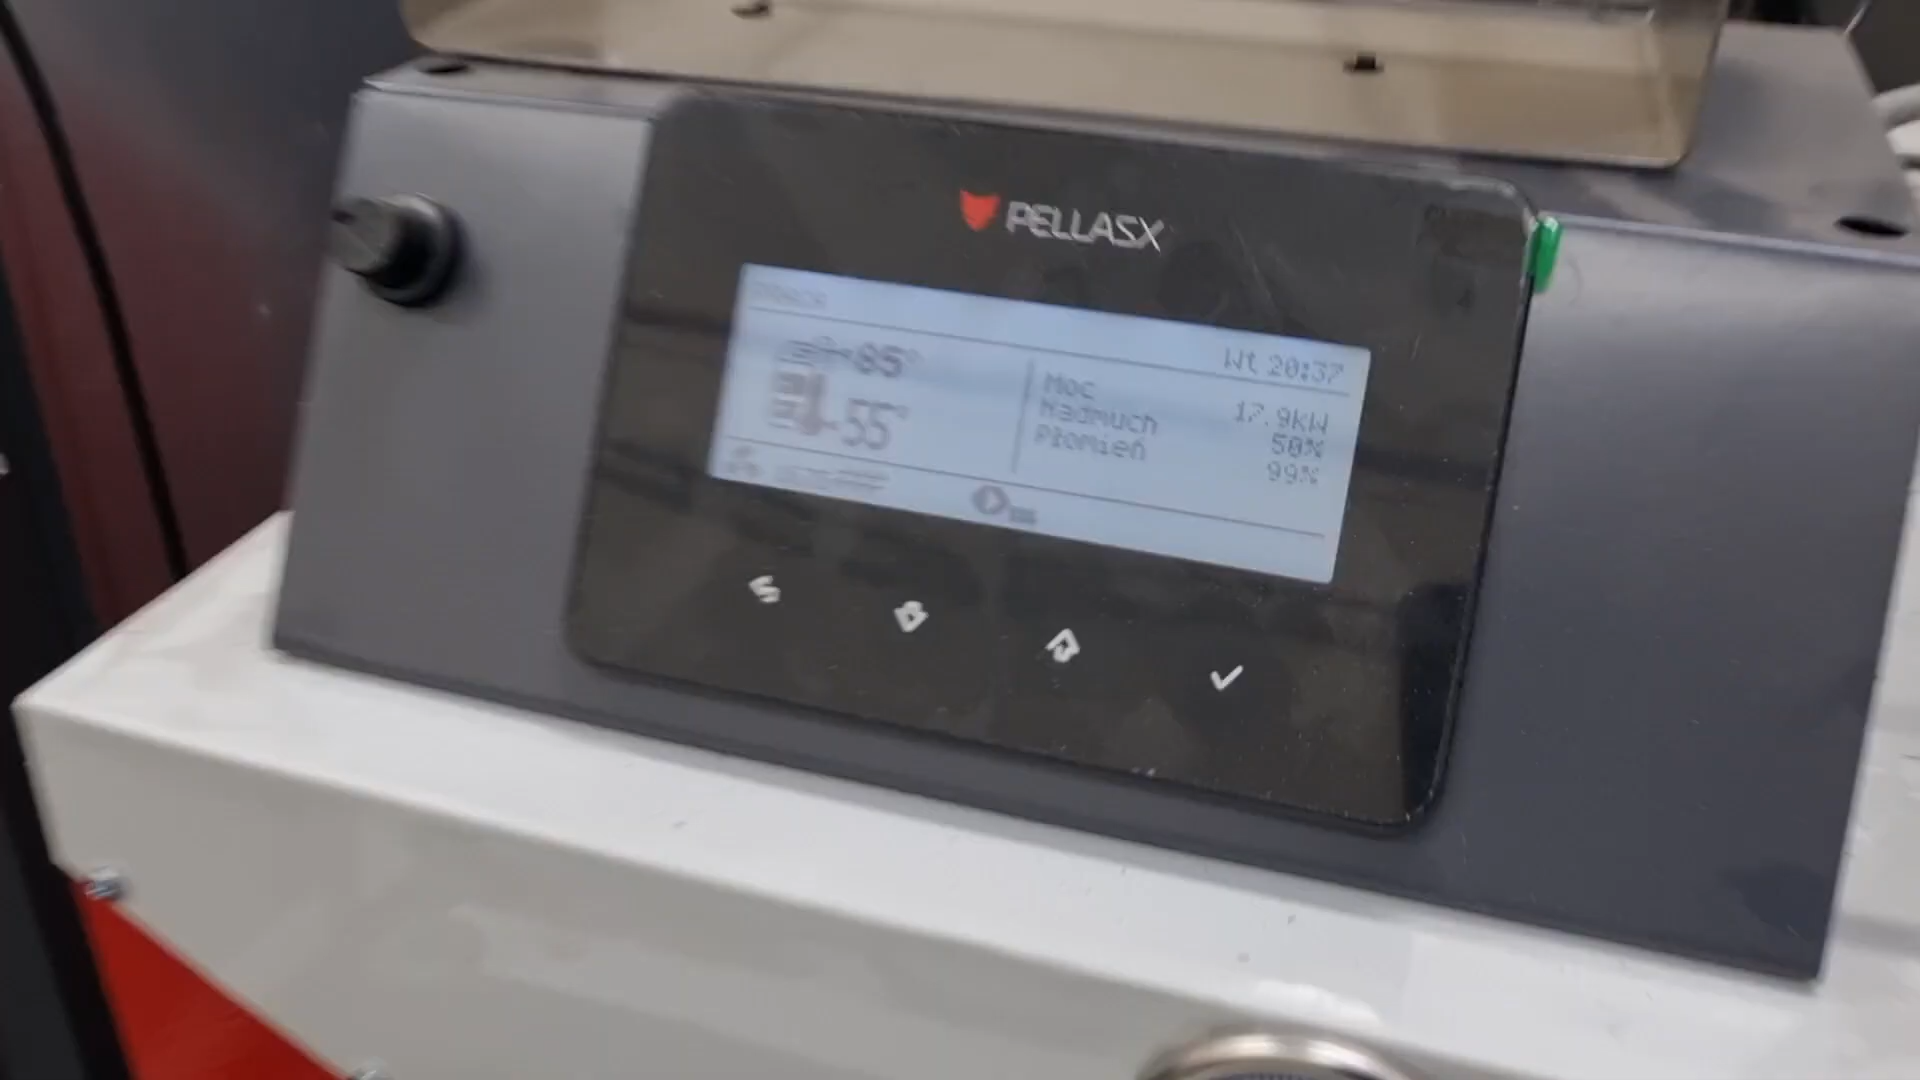 PELLASX
Wt 20:37
85°
55°
Moc 17.9kW
Nadmuch 50%
Płomień 99%